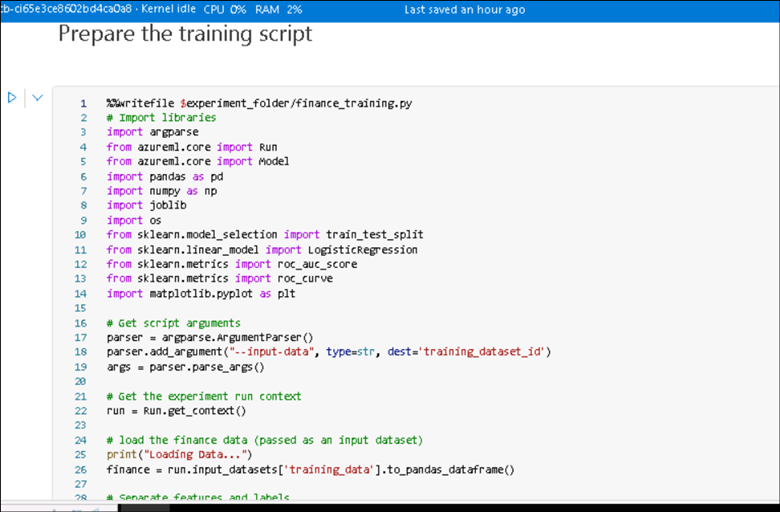 cb-ci65e3ce8602bd4ca0a8 · Kernel idle CPU 0% RAM 2% Last saved an hour ago
Prepare the training script
1 %%writefile $experiment_folder/finance_training.py
2 # Import libraries
3 import argparse
4 from azureml.core import Run
5 from azureml.core import Model
6 import pandas as pd
7 import numpy as np
8 import joblib
9 import os
10 from sklearn.model_selection import train_test_split
11 from sklearn.linear_model import LogisticRegression
12 from sklearn.metrics import roc_auc_score
13 from sklearn.metrics import roc_curve
14 import matplotlib.pyplot as plt
15
16 # Get script arguments
17 parser = argparse.ArgumentParser()
18 parser.add_argument("--input-data", type=str, dest='training_dataset_id')
19 args = parser.parse_args()
20
21 # Get the experiment run context
22 run = Run.get_context()
23
24 # load the finance data (passed as an input dataset)
25 print("Loading Data...")
26 finance = run.input_datasets['training_data'].to_pandas_dataframe()
27
28 # Separate features and labels